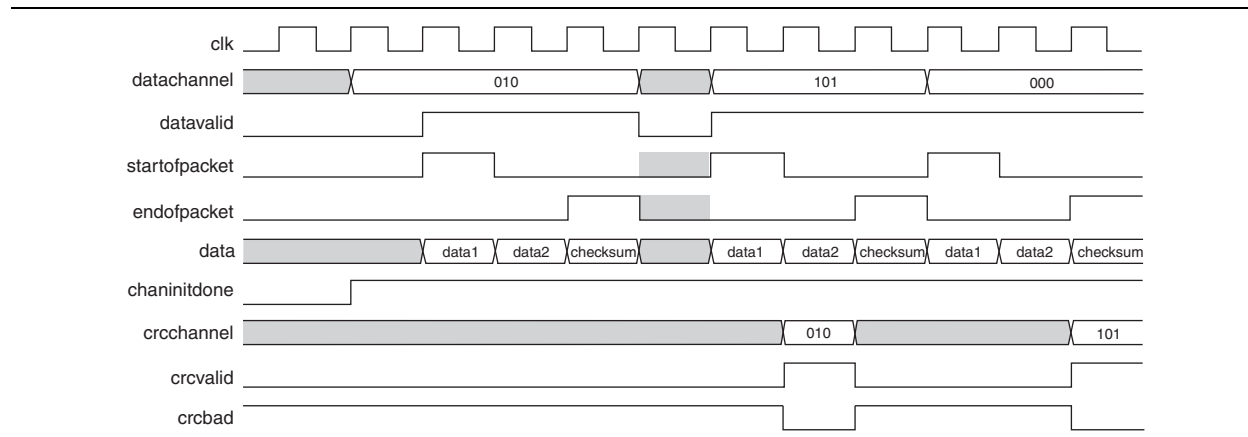 clk
datachannel 010 101 000
datavalid
startofpacket
endofpacket
data data1 data2 checksum data1 data2 checksum data1 data2 checksum
chaninitdone
crcchannel 010 101
crcvalid
crcbad